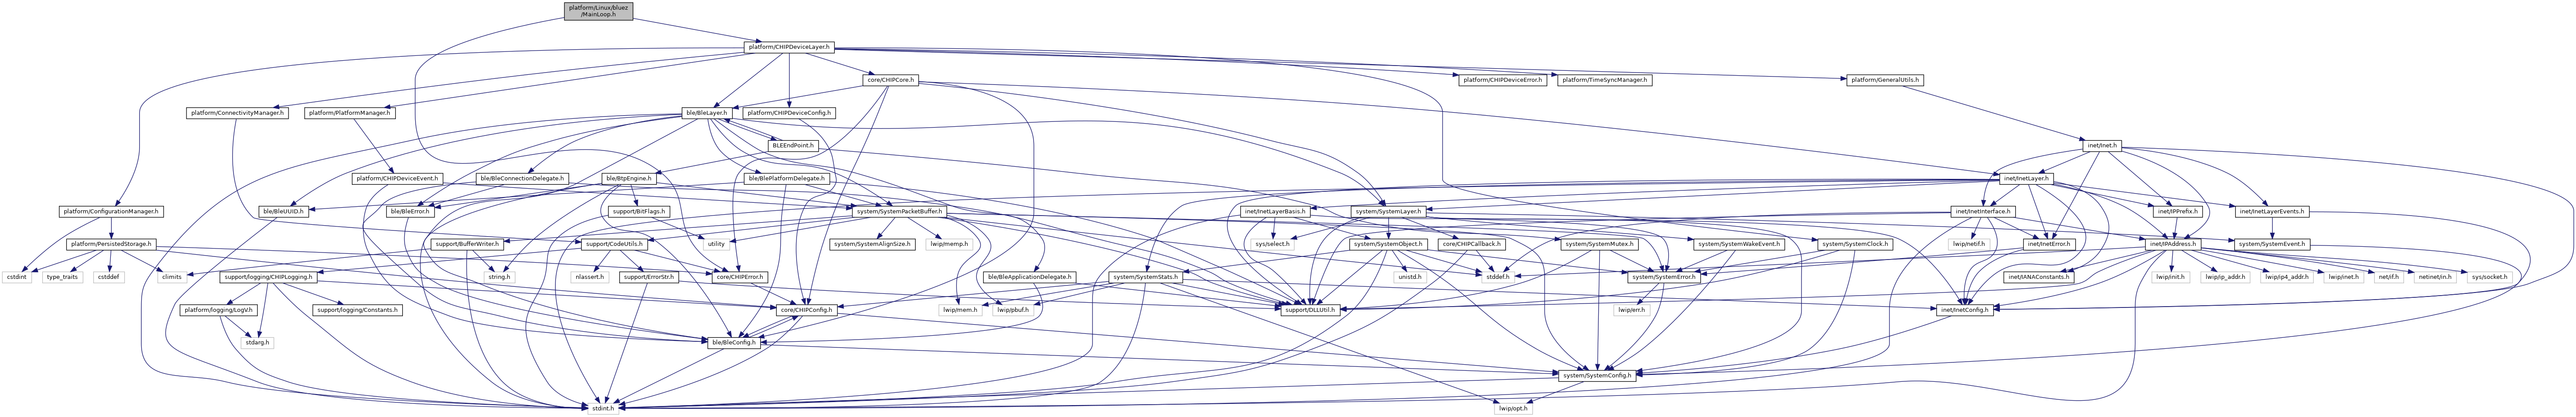 platform/Linux/bluez
/MainLoop.h
platform/CHIPDeviceLayer.h
core/CHIPCore.h
platform/CHIPDeviceError.h
platform/TimeSyncManager.h
platform/GeneralUtils.h
platform/ConnectivityManager.h
platform/PlatformManager.h
ble/BleLayer.h
platform/CHIPDeviceConfig.h
BLEEndPoint.h
inet/Inet.h
platform/CHIPDeviceEvent.h
ble/BleConnectionDelegate.h
ble/BtpEngine.h
ble/BlePlatformDelegate.h
inet/InetLayer.h
platform/ConfigurationManager.h
ble/BleUUID.h
ble/BleError.h
support/BitFlags.h
system/SystemPacketBuffer.h
inet/InetLayerBasis.h
system/SystemLayer.h
inet/InetInterface.h
inet/IPPrefix.h
inet/InetLayerEvents.h
platform/PersistedStorage.h
support/BufferWriter.h
support/CodeUtils.h
utility
system/SystemAlignSize.h
lwip/memp.h
sys/select.h
system/SystemObject.h
core/CHIPCallback.h
system/SystemMutex.h
system/SystemWakeEvent.h
system/SystemClock.h
lwip/netif.h
inet/InetError.h
inet/IPAddress.h
system/SystemEvent.h
cstdint
type_traits
cstddef
climits
support/logging/CHIPLogging.h
string.h
nlassert.h
support/ErrorStr.h
core/CHIPError.h
ble/BleApplicationDelegate.h
system/SystemStats.h
unistd.h
stddef.h
system/SystemError.h
inet/IANAConstants.h
lwip/init.h
lwip/ip_addr.h
lwip/ip4_addr.h
lwip/inet.h
net/if.h
netinet/in.h
sys/socket.h
platform/logging/LogV.h
support/logging/Constants.h
core/CHIPConfig.h
lwip/mem.h
lwip/pbuf.h
support/DLLUtil.h
lwip/err.h
inet/InetConfig.h
stdarg.h
ble/BleConfig.h
system/SystemConfig.h
stdint.h
lwip/opt.h